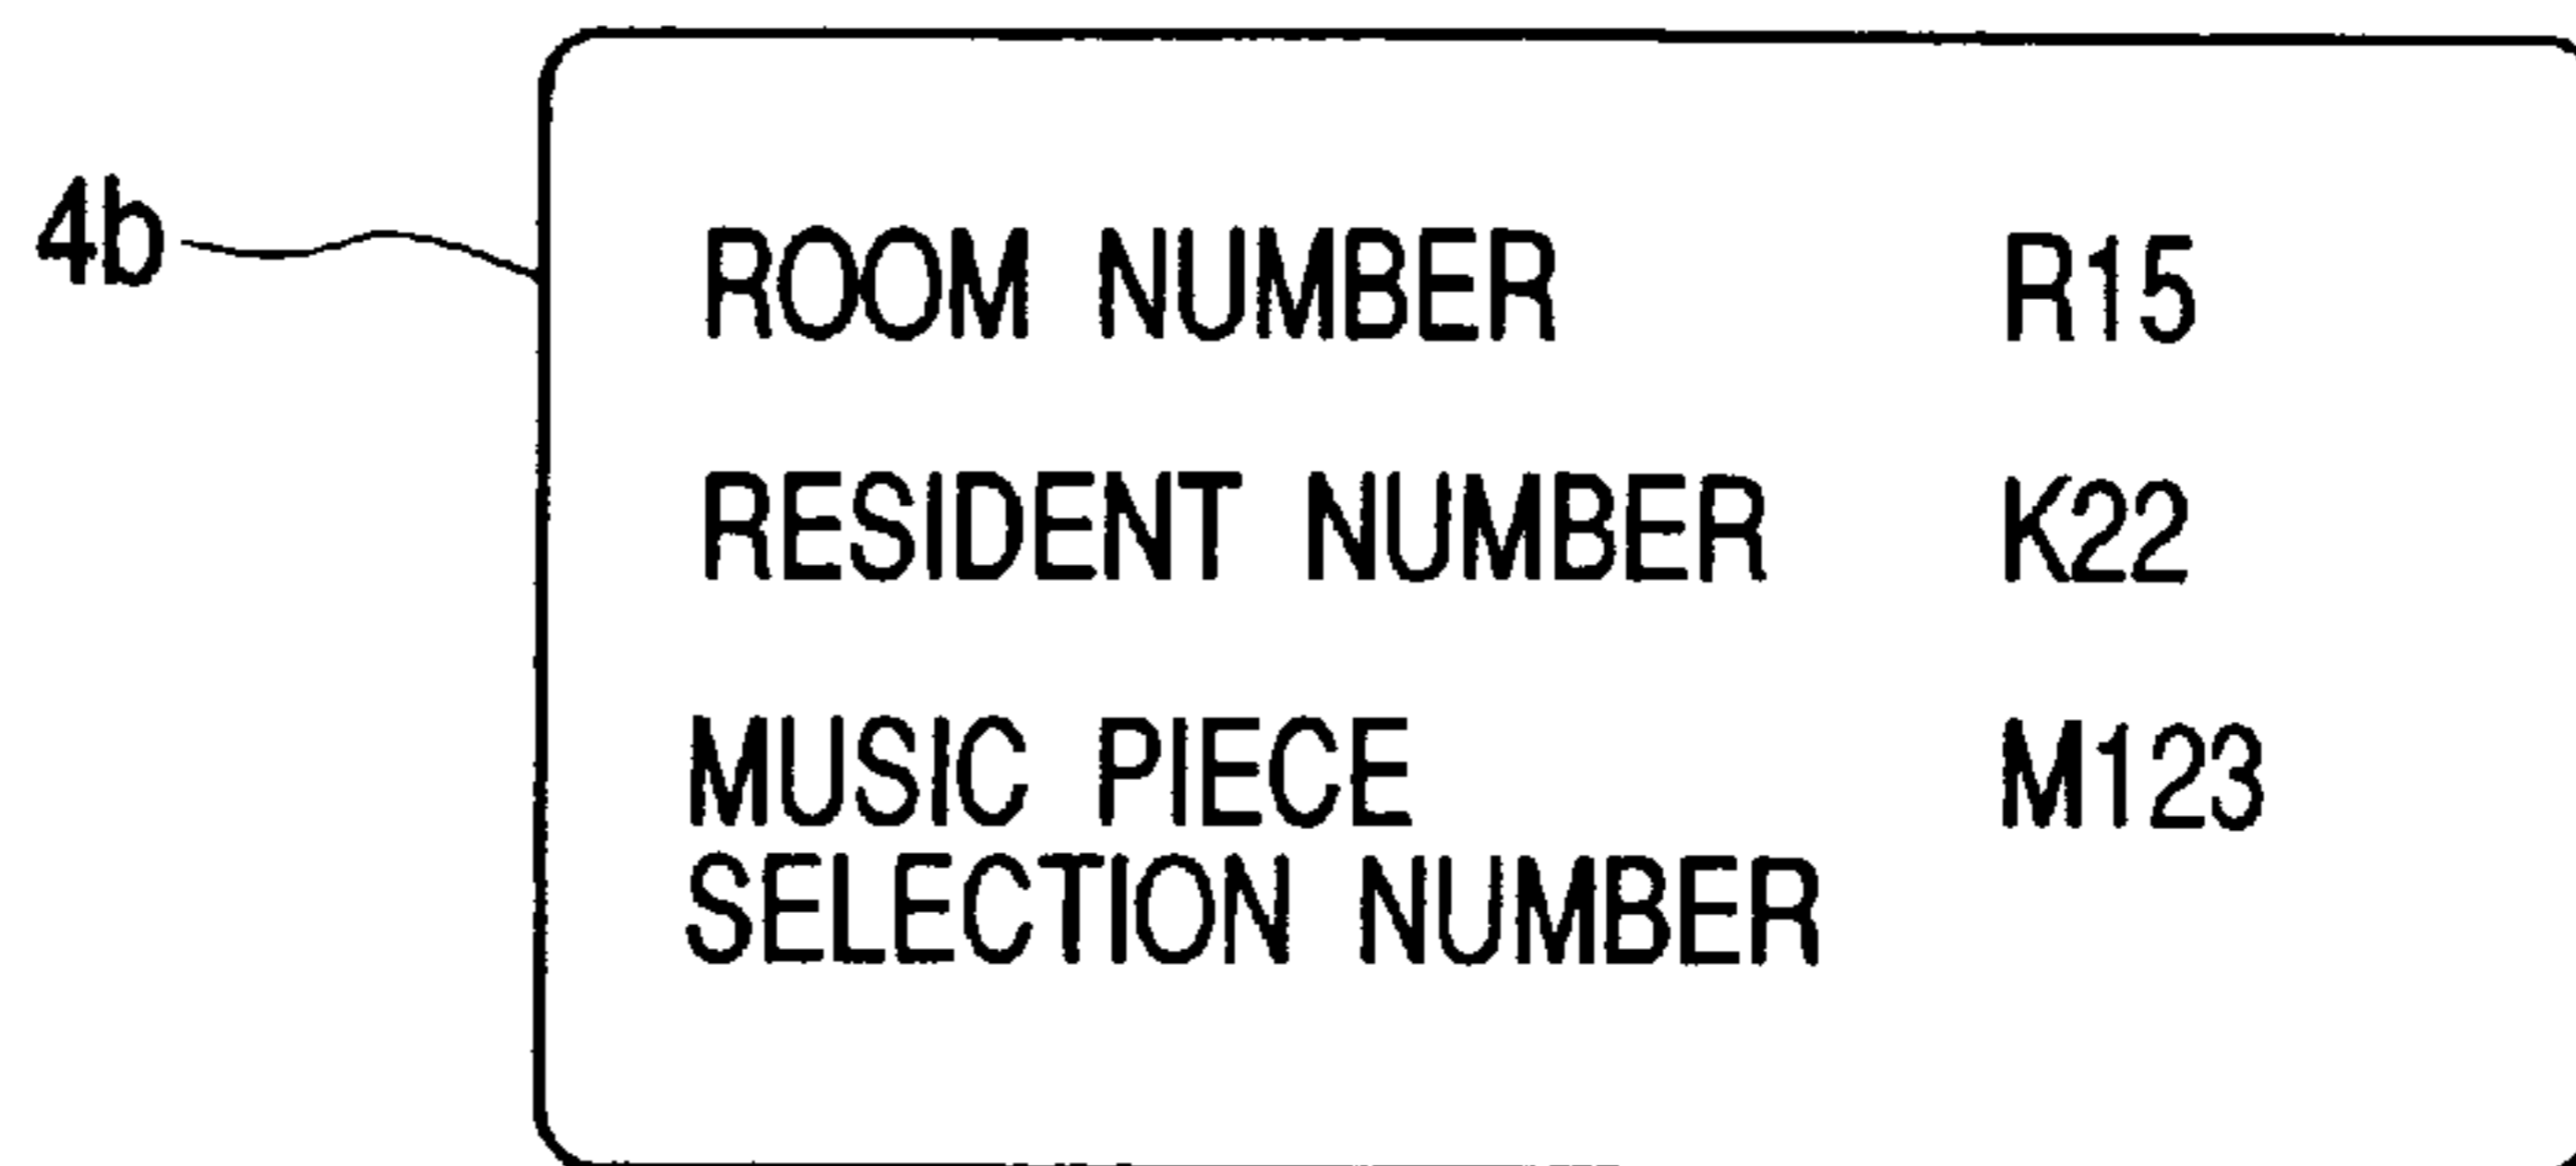 4b
ROOM NUMBER R15
RESIDENT NUMBER K22
MUSIC PIECE M123
SELECTION NUMBER